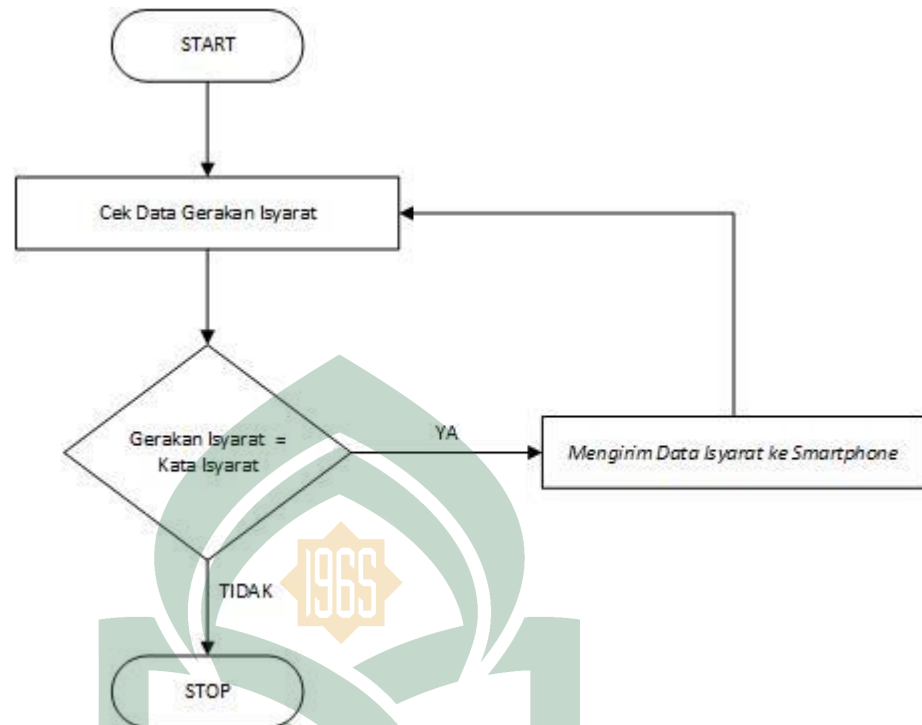 START
Cek Data Gerakan Isyarat
Gerakan Isyarat =
Kata Isyarat
YA
Mengirim Data Isyarat ke Smartphone
TIDAK
1965
STOP